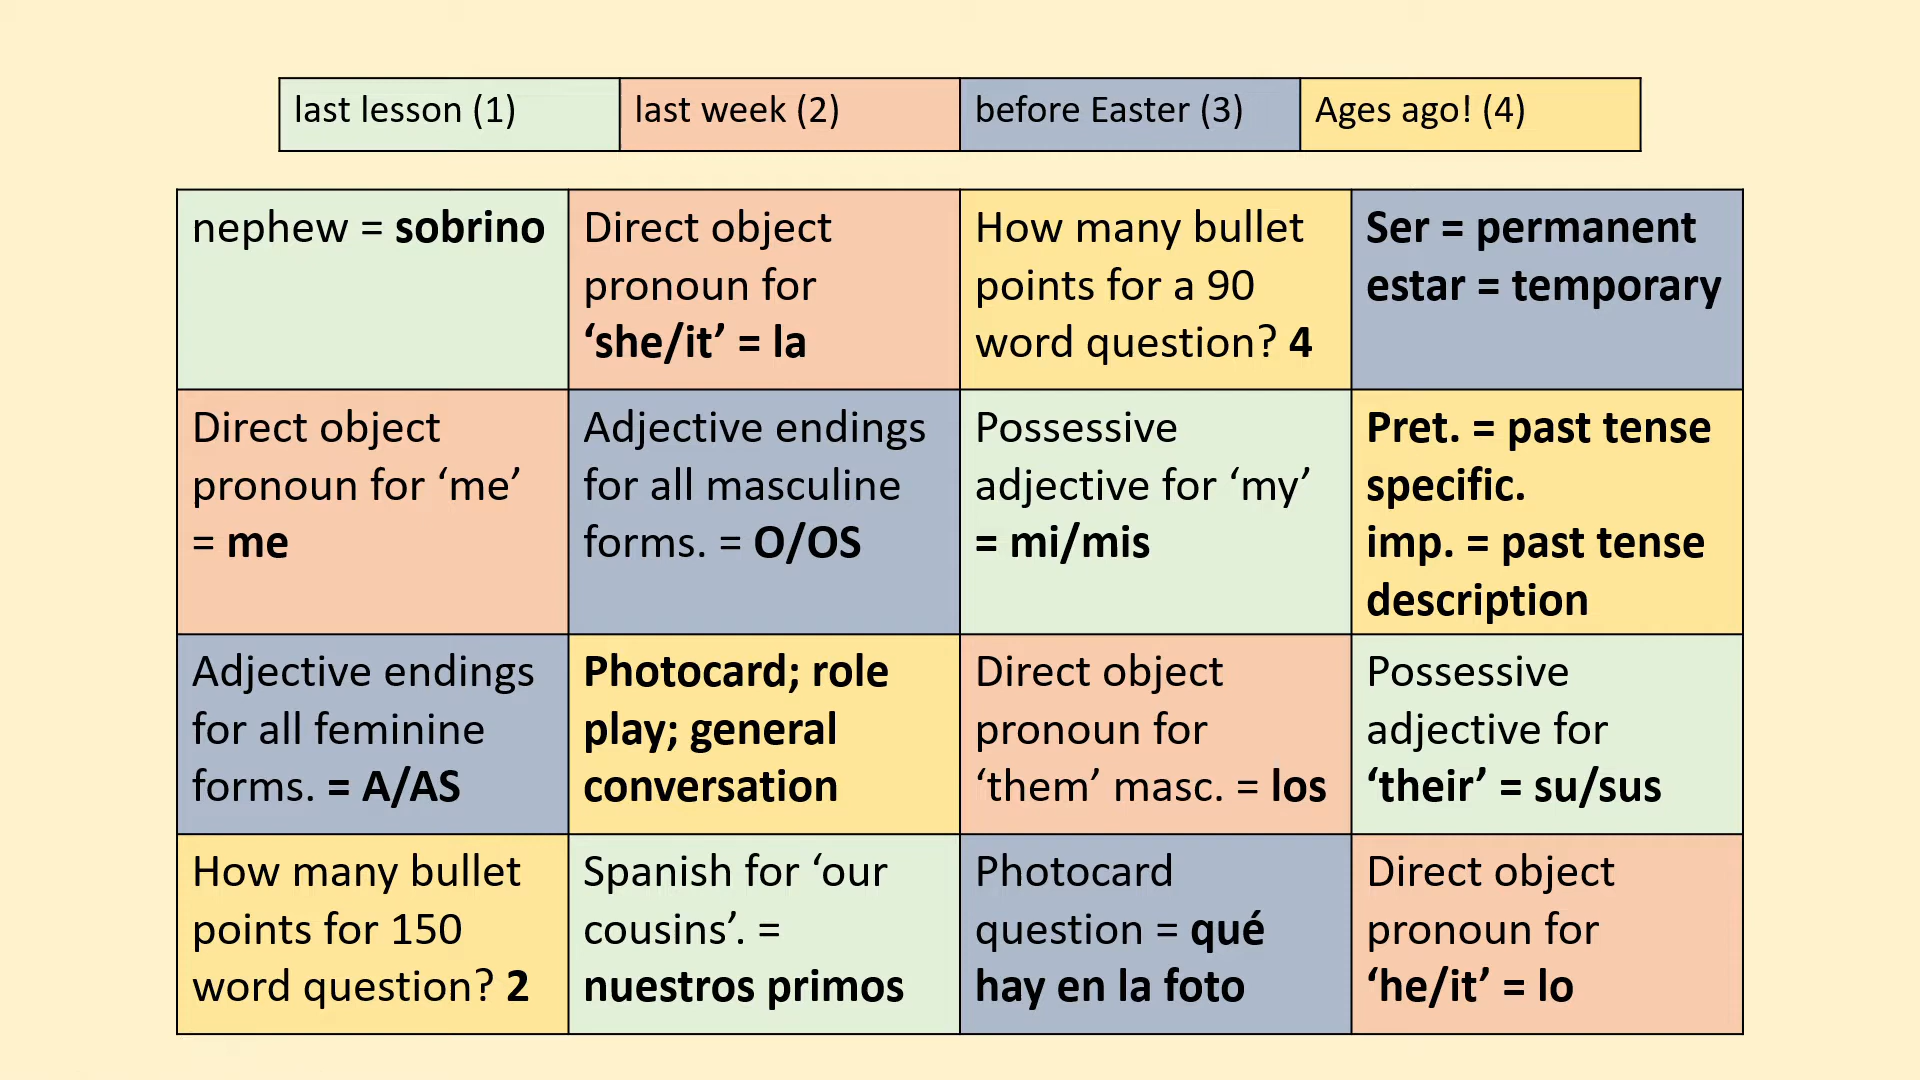 last lesson (1)
last week (2)
before Easter (3)
Ages ago! (4)
nephew = sobrino
Direct object
pronoun for
‘she/it’ = la
How many bullet
points for a 90
word question? 4
Ser = permanent
estar = temporary
Direct object
pronoun for ‘me’
= me
Adjective endings
for all masculine
forms. = O/OS
Possessive
adjective for ‘my’
= mi/mis
Pret. = past tense
specific.
imp. = past tense
description
Adjective endings
for all feminine
forms. = A/AS
Photocard; role
play; general
conversation
Direct object
pronoun for
‘them’ masc. = los
Possessive
adjective for
‘their’ = su/sus
How many bullet
points for 150
word question? 2
Spanish for ‘our
cousins’. =
nuestros primos
Photocard
question = qué
hay en la foto
Direct object
pronoun for
‘he/it’ = lo